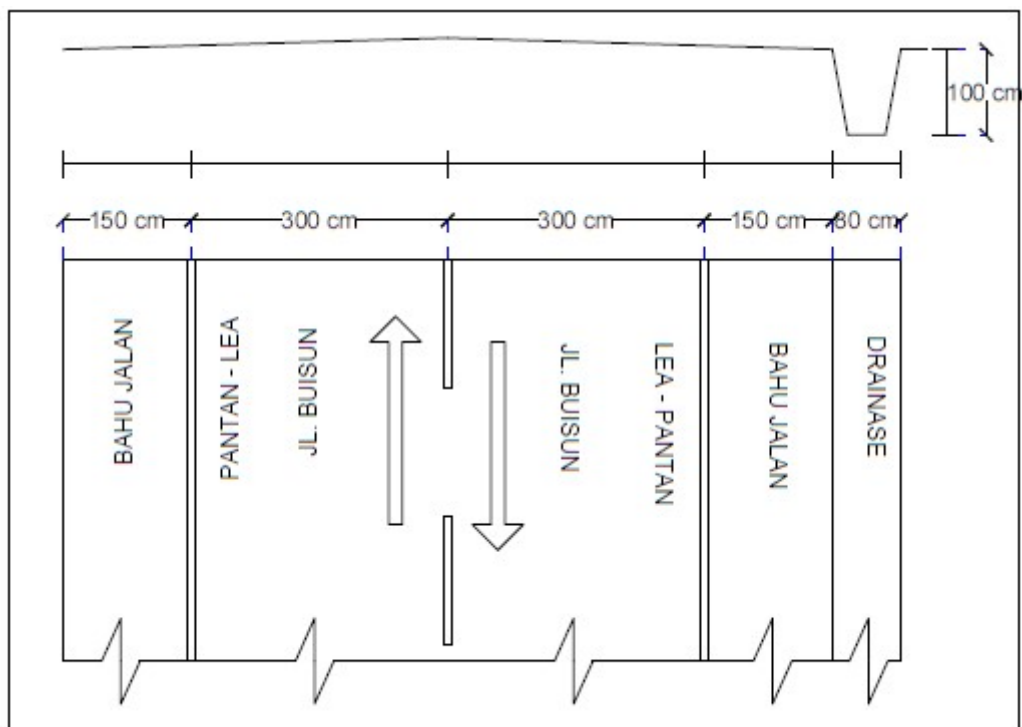 100 cm
150 cm
300 cm
300 cm
150 cm
80 cm
BAHU JALAN
PANTAN - LEA
JL. BUISUN
JL. BUISUN
LEA - PANTAN
BAHU JALAN
DRAINASE